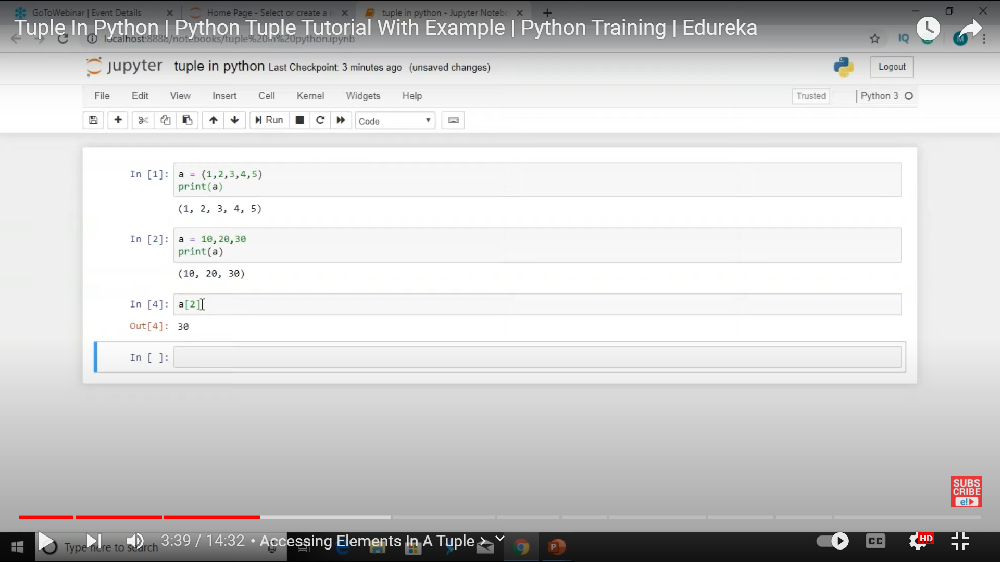 GoToWebinar | Event Details
Home Page - Select or create a n
tuple in python - Jupyter Notebo
Tuple In Python | Python Tuple Tutorial With Example | Python Training | Edureka
localhost:8888/notebooks/tuple%20in%20python.ipynb
IQ
M
jupyter tuple in python Last Checkpoint: 3 minutes ago (unsaved changes)
Logout
File Edit View Insert Cell Kernel Widgets Help
Trusted
Python 3
Run
Code
In [1]: a = (1,2,3,4,5)
print(a)
(1, 2, 3, 4, 5)
In [2]: a = 10,20,30
print(a)
(10, 20, 30)
In [4]: a[2]
Out[4]: 30
In [ ]:
SUBS
CRIBE
e!
3:39 / 14:32 • Accessing Elements In A Tuple
CC
HD
Type here to search